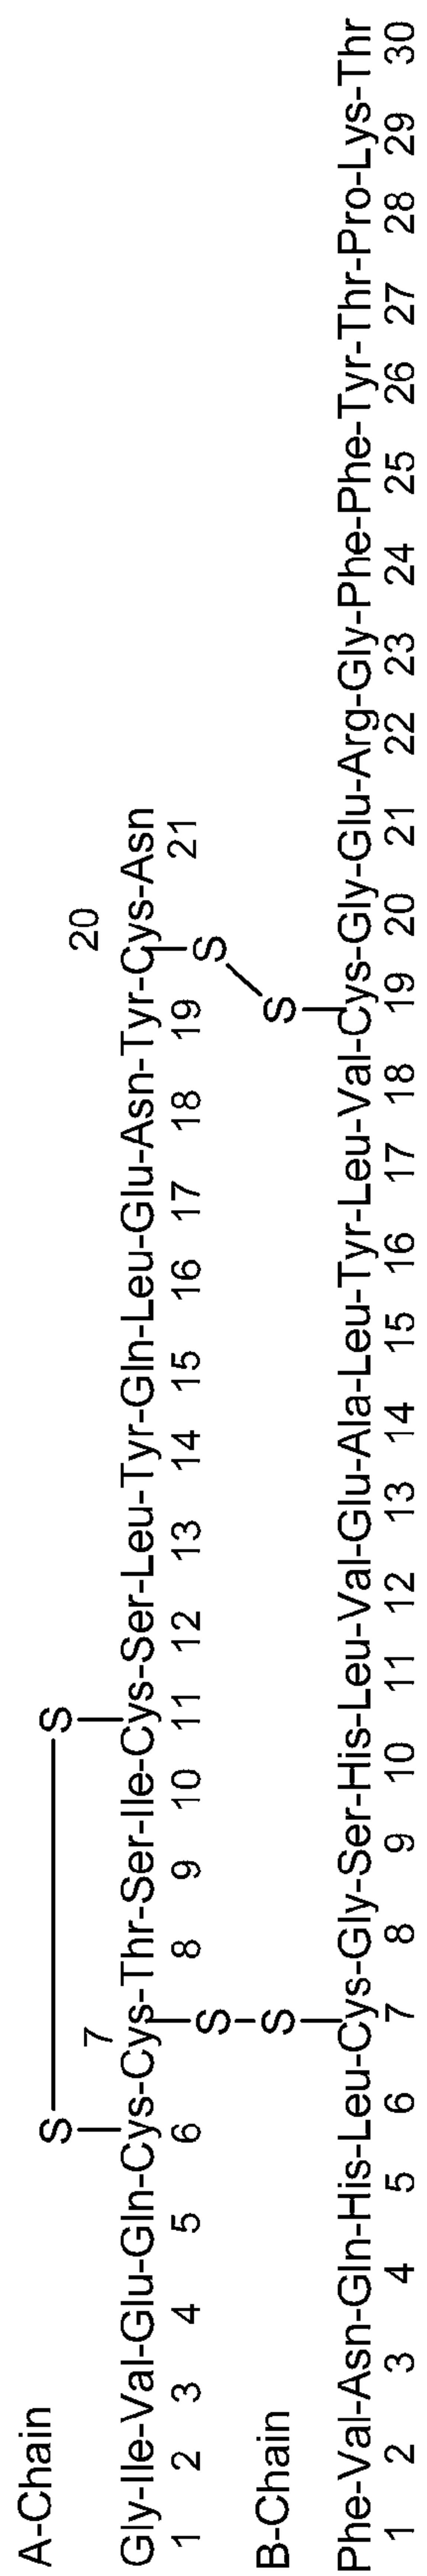 A-Chain
S S
7 20
Gly-Ile-Val-Glu-Gln-Cys-Cys-Thr-Ser-Ile-Cys-Ser-Leu-Tyr-Gln-Leu-Glu-Asn-Tyr-Cys-Asn
1 2 3 4 5 6 8 9 10 11 12 13 14 15 16 17 18 19 21
S S
B-Chain
S S
Phe-Val-Asn-Gln-His-Leu-Cys-Gly-Ser-His-Leu-Val-Glu-Ala-Leu-Tyr-Leu-Val-Cys-Gly-Glu-Arg-Gly-Phe-Phe-Tyr-Thr-Pro-Lys-Thr
1 2 3 4 5 6 7 8 9 10 11 12 13 14 15 16 17 18 19 20 21 22 23 24 25 26 27 28 29 30